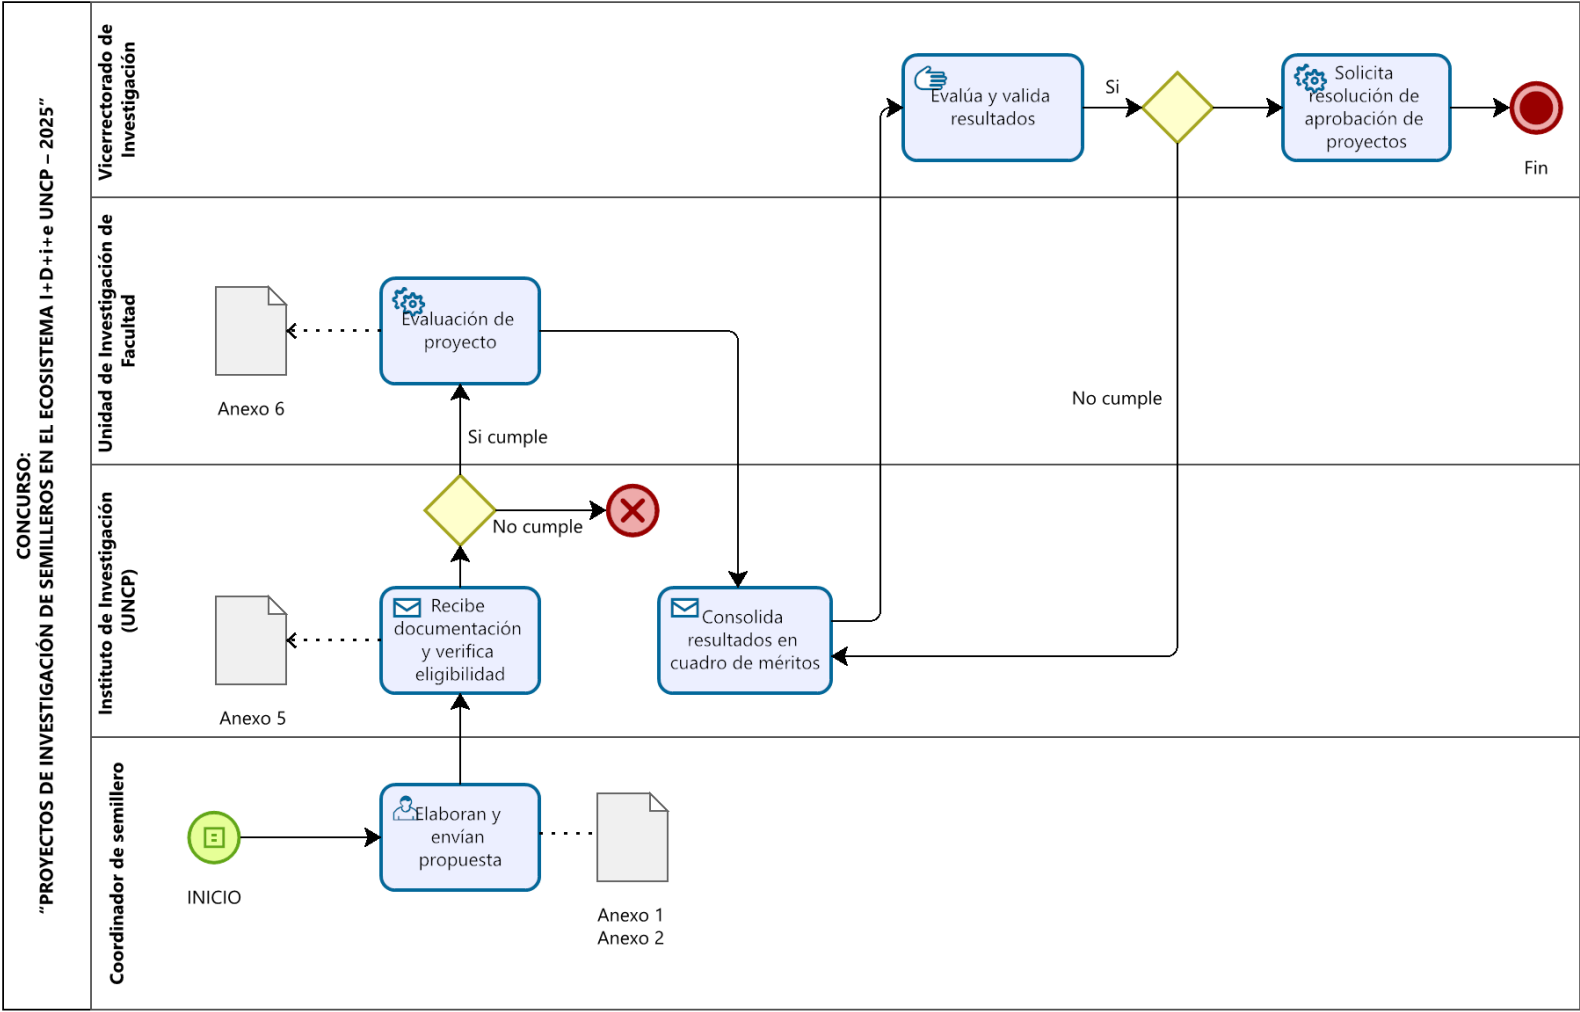 CONCURSO:
“PROYECTOS DE INVESTIGACIÓN DE SEMILLEROS EN EL ECOSISTEMA I+D+i+e UNCP – 2025”
Vicerrectorado de
Investigación
Evalúa y valida
resultados
Si
Solicita
resolución de
aprobación de
proyectos
Fin
Unidad de Investigación de
Facultad
Anexo 6
Evaluación de
proyecto
Si cumple
No cumple
Instituto de Investigación
(UNCP)
No cumple
Anexo 5
Recibe
documentación
y verifica
eligibilidad
Consolida
resultados en
cuadro de méritos
Coordinador de semillero
INICIO
Elaboran y
envían
propuesta
Anexo 1
Anexo 2